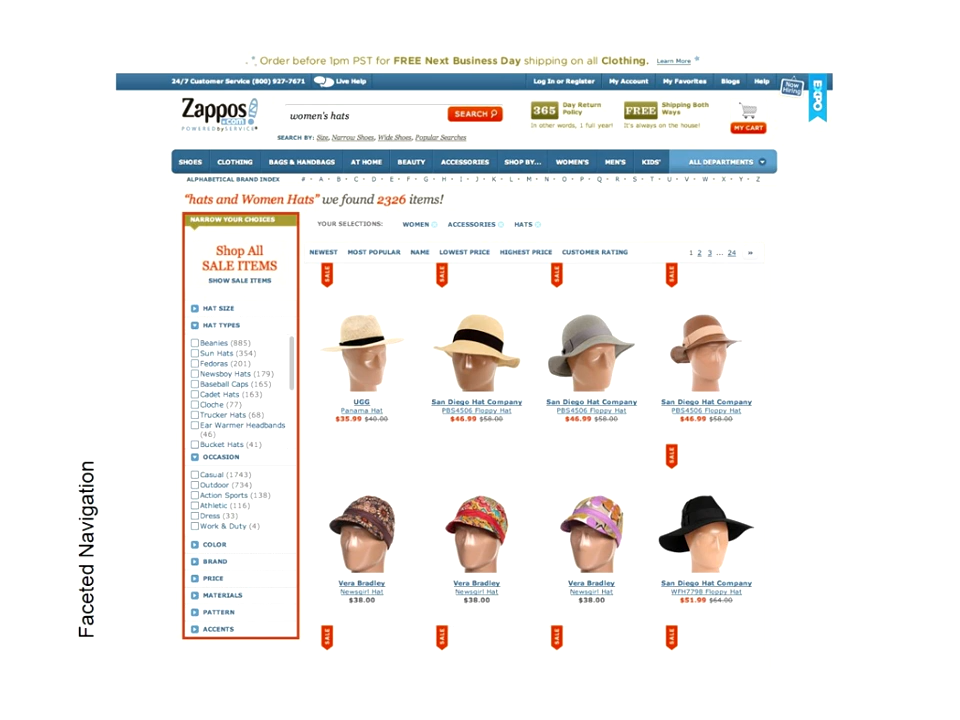 Order before 1pm PST for FREE Next Business Day shipping on all Clothing. Learn More
24/7 Customer Service (800) 927-7671 Live Help Log In or Register My Account My Favorites Blogs Help Now Hiring EXPO
Zappos .com
POWERED by SERVICE
women's hats SEARCH
365 Day Return Policy
In other words, 1 full year!
FREE Shipping Both Ways
It's always on the house!
MY CART
SEARCH BY: Size, Narrow Shoes, Wide Shoes, Popular Searches
SHOES CLOTHING BAGS & HANDBAGS AT HOME BEAUTY ACCESSORIES SHOP BY... WOMEN'S MEN'S KIDS' ALL DEPARTMENTS
ALPHABETICAL BRAND INDEX # · A · B · C · D · E · F · G · H · I · J · K · L · M · N · O · P · Q · R · S · T · U · V · W · X · Y · Z
"hats and Women Hats" we found 2326 items!
NARROW YOUR CHOICES
Shop All
SALE ITEMS
SHOW SALE ITEMS
HAT SIZE
HAT TYPES
Beanies (885)
Sun Hats (354)
Fedoras (201)
Newsboy Hats (179)
Baseball Caps (165)
Cadet Hats (163)
Cloche (77)
Trucker Hats (68)
Ear Warmer Headbands
(46)
Bucket Hats (41)
OCCASION
Casual (1743)
Outdoor (734)
Action Sports (138)
Athletic (116)
Dress (33)
Work & Duty (4)
COLOR
BRAND
PRICE
MATERIALS
PATTERN
ACCENTS
YOUR SELECTIONS: WOMEN ACCESSORIES HATS
NEWEST MOST POPULAR NAME LOWEST PRICE HIGHEST PRICE CUSTOMER RATING 1 2 3 ... 24 »
SALE SALE SALE SALE
UGG San Diego Hat Company San Diego Hat Company San Diego Hat Company
Panama Hat PBS4506 Floppy Hat PBS4506 Floppy Hat PBS4506 Floppy Hat
$35.99 $40.00 $46.99 $58.00 $46.99 $58.00 $46.99 $58.00
SALE
Vera Bradley Vera Bradley Vera Bradley San Diego Hat Company
Newsgirl Hat Newsgirl Hat Newsgirl Hat WFH7798 Floppy Hat
$38.00 $38.00 $38.00 $51.99 $64.00
SALE SALE SALE SALE
Faceted Navigation